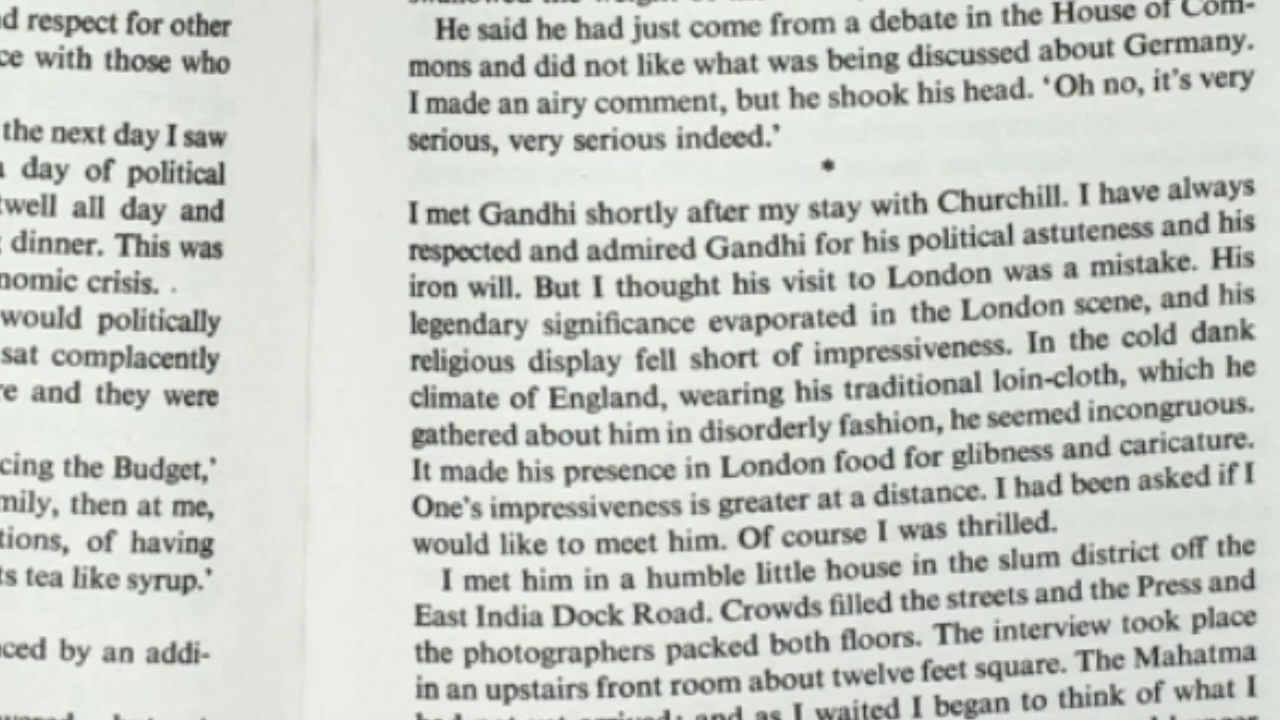 respect for other
with those who
the next day I saw
day of political
well all day and
dinner. This was
crisis.
would politically
sat complacently
and they were
the Budget,'
then at me,
of having
tea like syrup.'
by an addi-
He said he had just come from a debate in the House of Com-
mons and did not like what was being discussed about Germany.
I made an airy comment, but he shook his head. 'Oh no, it's very
serious, very serious indeed.'
*
I met Gandhi shortly after my stay with Churchill. I have always
respected and admired Gandhi for his political astuteness and his
iron will. But I thought his visit to London was a mistake. His
legendary significance evaporated in the London scene, and his
religious display fell short of impressiveness. In the cold dank
climate of England, wearing his traditional loin-cloth, which he
gathered about him in disorderly fashion, he seemed incongruous.
It made his presence in London food for glibness and caricature.
One's impressiveness is greater at a distance. I had been asked if I
would like to meet him. Of course I was thrilled.
I met him in a humble little house in the slum district off the
East India Dock Road. Crowds filled the streets and the Press and
the photographers packed both floors. The interview took place
in an upstairs front room about twelve feet square. The Mahatma
and as I waited I began to think of what I